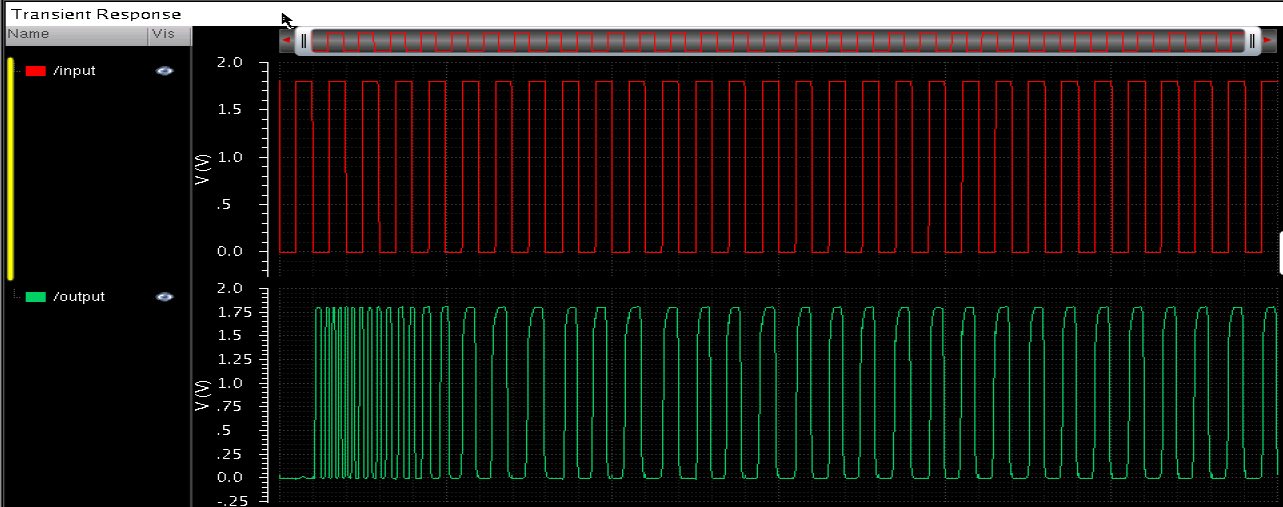 Transient Response
Name Vis
/input
V (V)
2.0
1.5
1.0
.5
0.0
/output
V (V)
2.0
1.75
1.5
1.25
1.0
.75
.5
.25
0.0
-.25